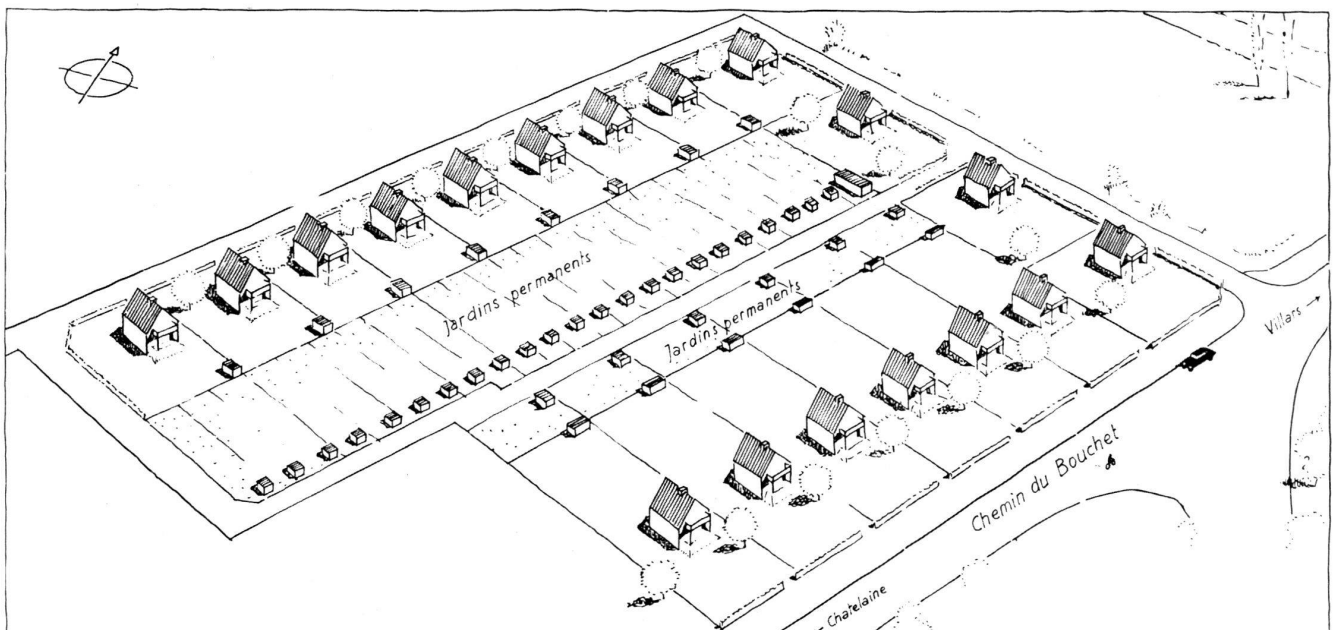 Jardins permanents
Jardins permanents
Villars
Chemin du Bouchet
Chatelaine